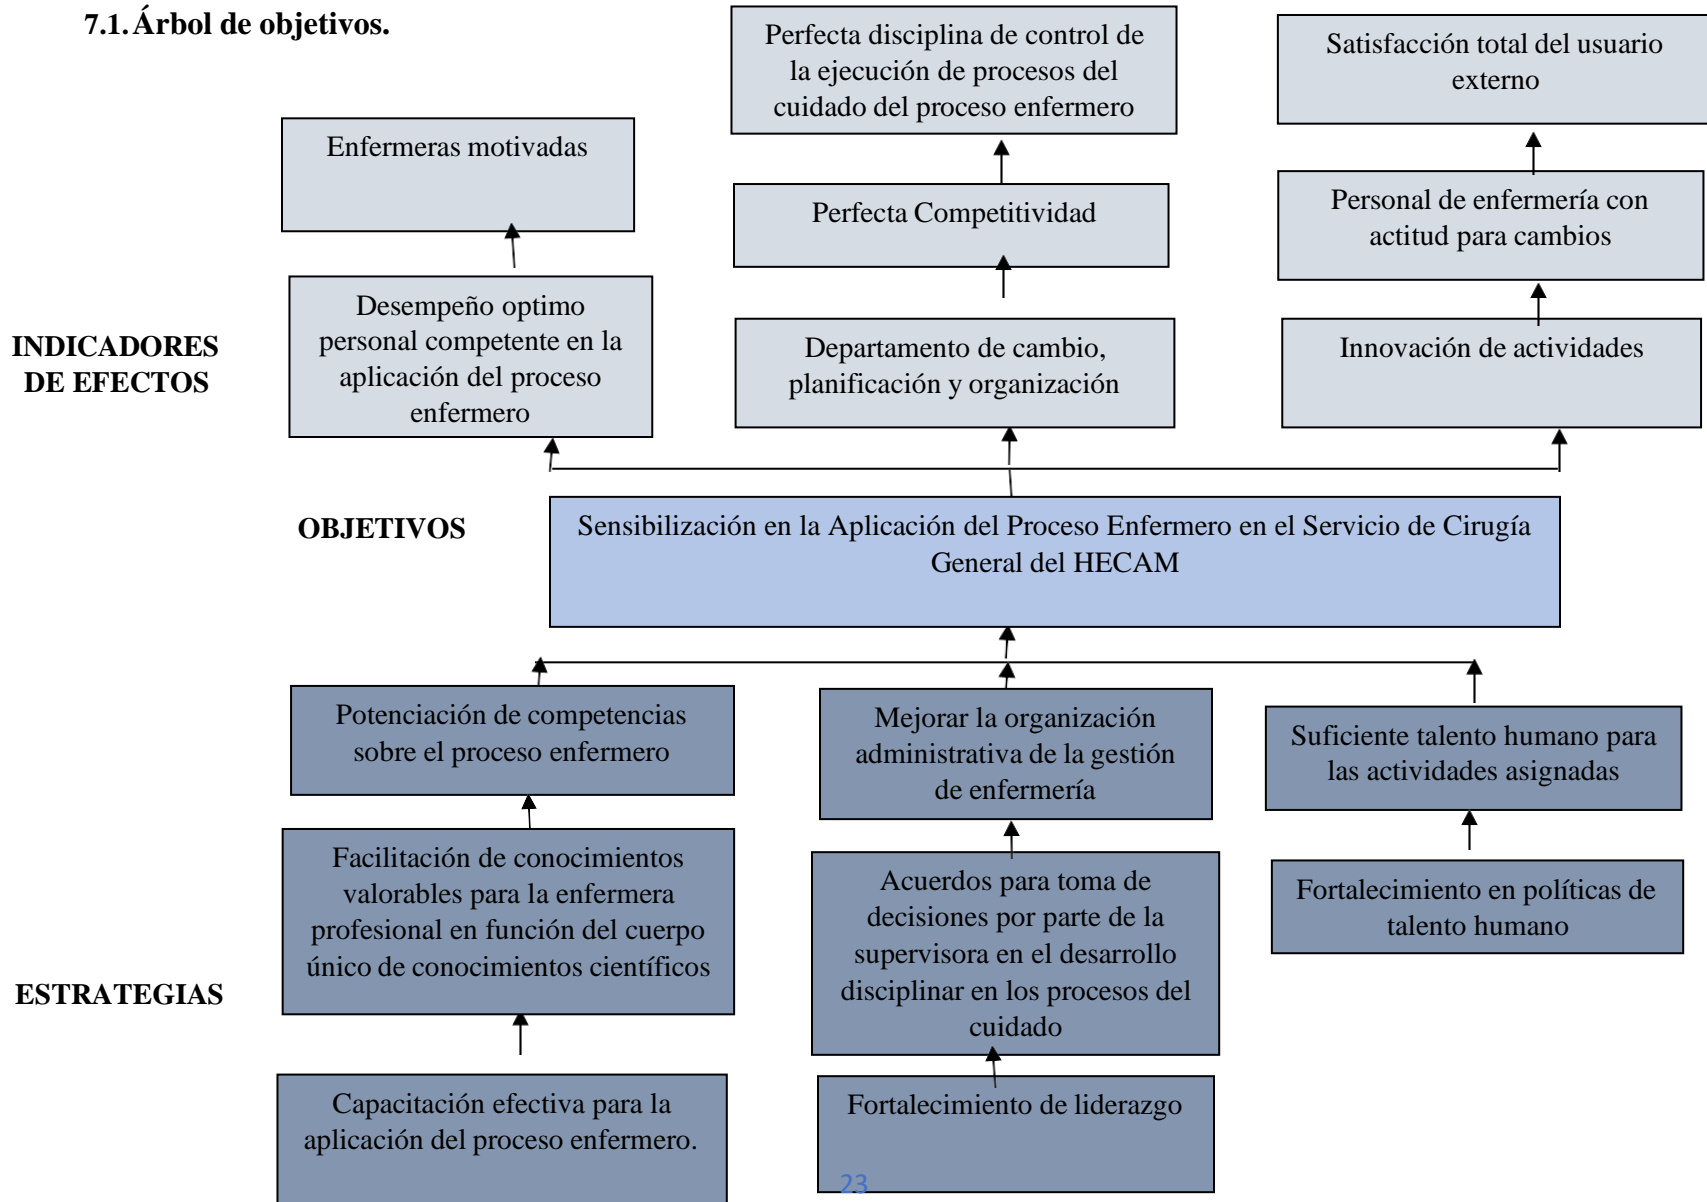 7.1. Árbol de objetivos.
Perfecta disciplina de control de
la ejecución de procesos del
cuidado del proceso enfermero
Satisfacción total del usuario
externo
Enfermeras motivadas
Perfecta Competitividad
Personal de enfermería con
actitud para cambios
INDICADORES
DE EFECTOS
Desempeño optimo
personal competente en la
aplicación del proceso
enfermero
Departamento de cambio,
planificación y organización
Innovación de actividades
OBJETIVOS
Sensibilización en la Aplicación del Proceso Enfermero en el Servicio de Cirugía
General del HECAM
Potenciación de competencias
sobre el proceso enfermero
Mejorar la organización
administrativa de la gestión
de enfermería
Suficiente talento humano para
las actividades asignadas
ESTRATEGIAS
Facilitación de conocimientos
valorables para la enfermera
profesional en función del cuerpo
único de conocimientos científicos
Acuerdos para toma de
decisiones por parte de la
supervisora en el desarrollo
disciplinar en los procesos del
cuidado
Fortalecimiento en políticas de
talento humano
Capacitación efectiva para la
aplicación del proceso enfermero.
Fortalecimiento de liderazgo
23